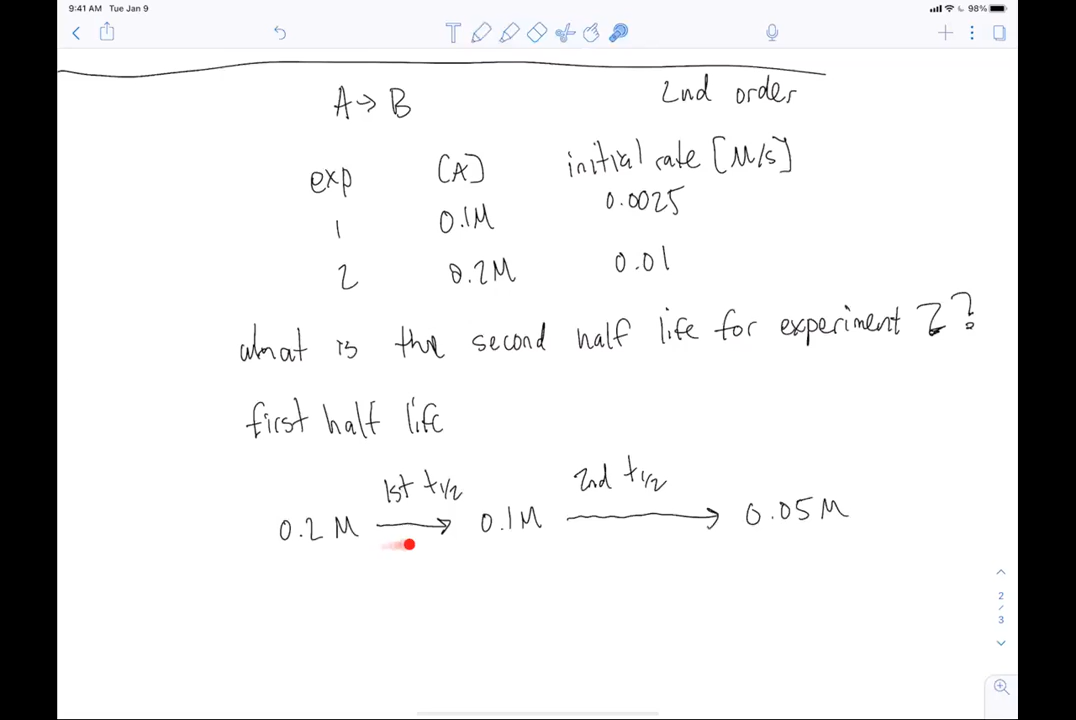 9:41 AM Tue Jan 9
98%
T
A → B 2nd order
exp [A] initial rate [M/s]
1 0.1M 0.0025
2 0.2M 0.01
what is the second half life for experiment 2?
first half life
1st t1/2 2nd t1/2
0.2 M → 0.1M → 0.05 M
2
/
3